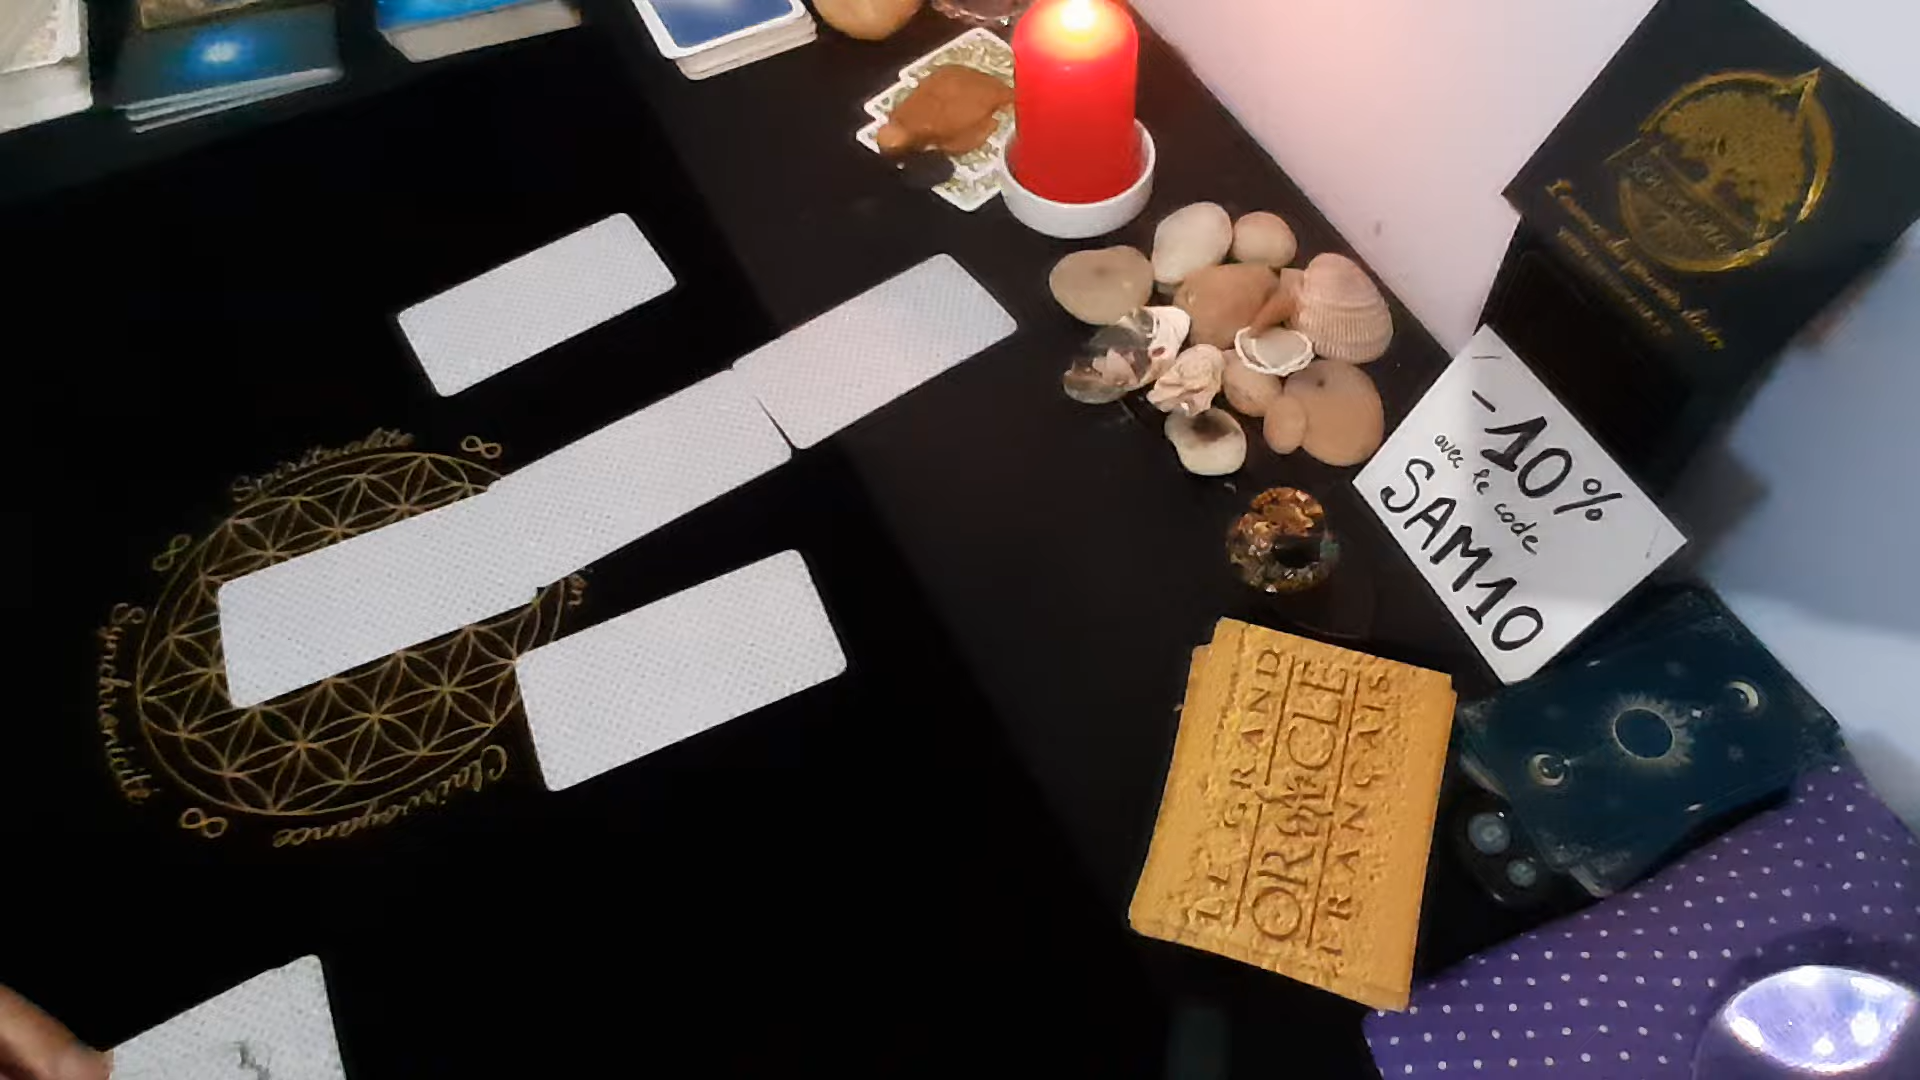 Spiritualité
Synchronicité
Clairvoyance
-10%
avec le code
SAM10
LE GRAND
ORACLE
FRANÇAIS